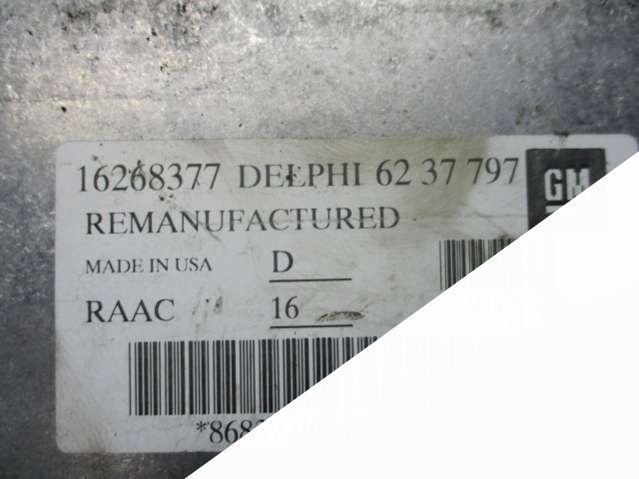 16268377 DELPHI 62 37 797 GM
REMANUFACTURED
MADE IN USA D
RAAC 16